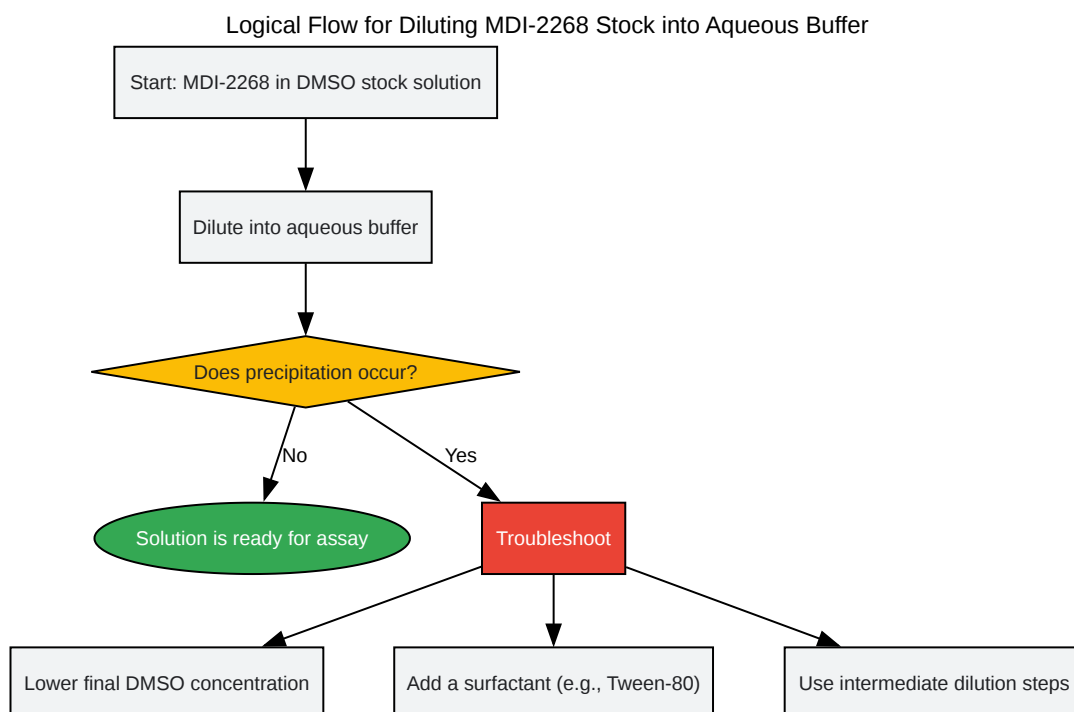 Logical Flow for Diluting MDI-2268 Stock into Aqueous Buffer
Start: MDI-2268 in DMSO stock solution
Dilute into aqueous buffer
Does precipitation occur?
No
Yes
Solution is ready for assay
Troubleshoot
Lower final DMSO concentration
Add a surfactant (e.g., Tween-80)
Use intermediate dilution steps